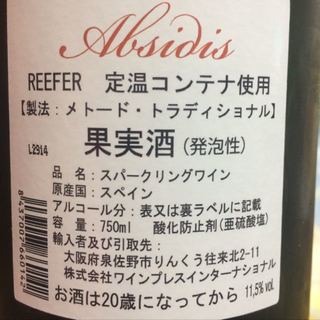 Absidis
REEFER 定温コンテナ使用
【製法：メトード・トラディショナル】
L2914
果実酒(発泡性)
品名：スパークリングワイン
原産国：スペイン
アルコール分：表又は裏ラベルに記載
容量：750ml 酸化防止剤(亜硫酸塩)
輸入者及び引取先：
大阪府泉佐野市りんくう往来北2-11
株式会社ワインプレスインターナショナル
お酒は20歳になってから 11,5% vol.
8437007660142